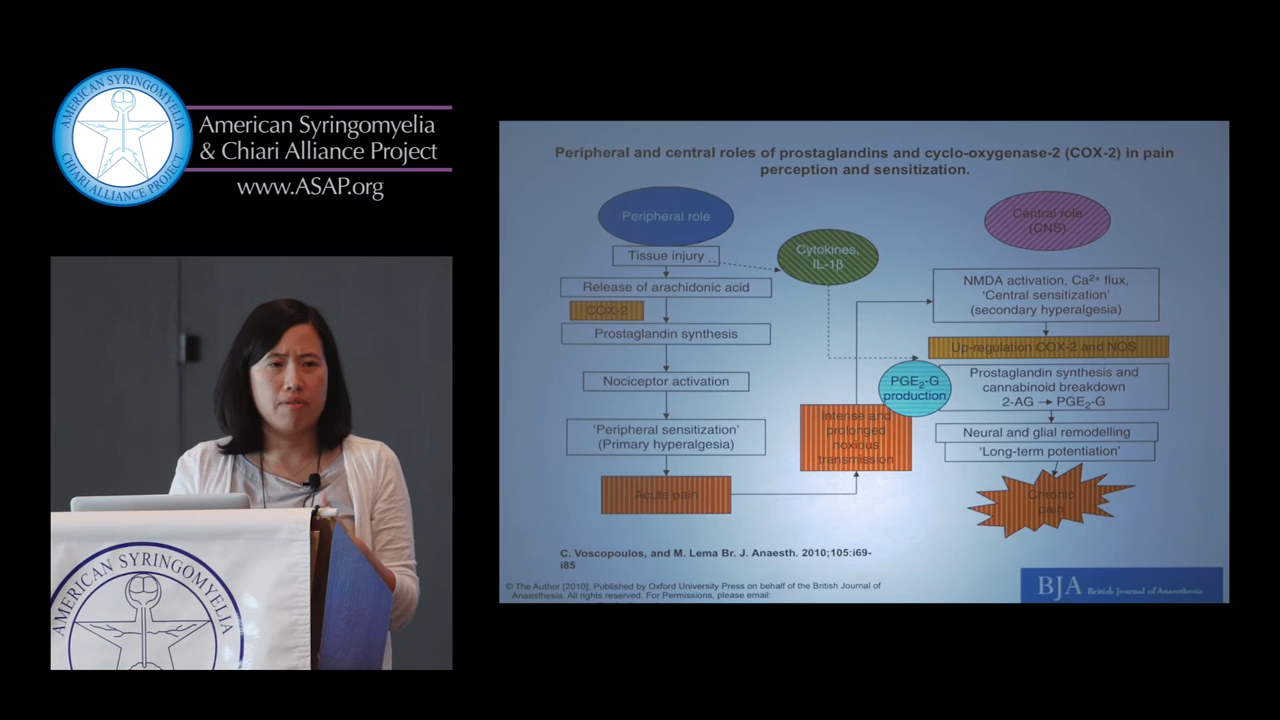 AMERICAN SYRINGOMYELIA
CHIARI ALLIANCE PROJECT
American Syringomyelia
& Chiari Alliance Project
www.ASAP.org
AMERICAN SYRINGOMYELIA
Peripheral and central roles of prostaglandins and cyclo-oxygenase-2 (COX-2) in pain
perception and sensitization.
Peripheral role
Tissue injury
Release of arachidonic acid
COX-2
Prostaglandin synthesis
Nociceptor activation
‘Peripheral sensitization’
(Primary hyperalgesia)
Acute pain
Cytokines,
IL-1β
Intense and
prolonged
noxious
transmission
PGE₂-G
production
Central role
(CNS)
NMDA activation, Ca²⁺ flux,
‘Central sensitization’
(secondary hyperalgesia)
Up-regulation COX-2 and NOS
Prostaglandin synthesis and
cannabinoid breakdown
2-AG → PGE₂-G
Neural and glial remodelling
‘Long-term potentiation’
Chronic
pain
C. Voscopoulos, and M. Lema Br. J. Anaesth. 2010;105:i69-
i85
© The Author [2010]. Published by Oxford University Press on behalf of the British Journal of
Anaesthesia. All rights reserved. For Permissions, please email:
BJA British Journal of Anaesthesia